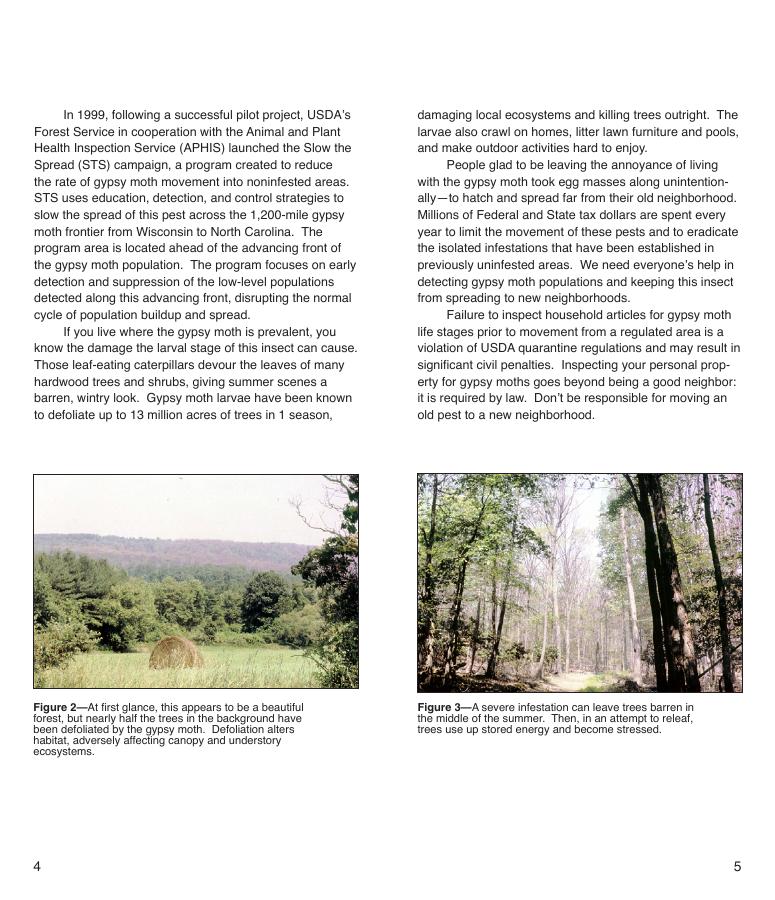 In 1999, following a successful pilot project, USDA's
Forest Service in cooperation with the Animal and Plant
Health Inspection Service (APHIS) launched the Slow the
Spread (STS) campaign, a program created to reduce
the rate of gypsy moth movement into noninfested areas.
STS uses education, detection, and control strategies to
slow the spread of this pest across the 1,200-mile gypsy
moth frontier from Wisconsin to North Carolina.  The
program area is located ahead of the advancing front of
the gypsy moth population.  The program focuses on early
detection and suppression of the low-level populations
detected along this advancing front, disrupting the normal
cycle of population buildup and spread.
If you live where the gypsy moth is prevalent, you
know the damage the larval stage of this insect can cause.
Those leaf-eating caterpillars devour the leaves of many
hardwood trees and shrubs, giving summer scenes a
barren, wintry look.  Gypsy moth larvae have been known
to defoliate up to 13 million acres of trees in 1 season,
Figure 2—At first glance, this appears to be a beautiful
forest, but nearly half the trees in the background have
been defoliated by the gypsy moth.  Defoliation alters
habitat, adversely affecting canopy and understory
ecosystems.
4
damaging local ecosystems and killing trees outright.  The
larvae also crawl on homes, litter lawn furniture and pools,
and make outdoor activities hard to enjoy.
People glad to be leaving the annoyance of living
with the gypsy moth took egg masses along unintention-
ally—to hatch and spread far from their old neighborhood.
Millions of Federal and State tax dollars are spent every
year to limit the movement of these pests and to eradicate
the isolated infestations that have been established in
previously uninfested areas.  We need everyone's help in
detecting gypsy moth populations and keeping this insect
from spreading to new neighborhoods.
Failure to inspect household articles for gypsy moth
life stages prior to movement from a regulated area is a
violation of USDA quarantine regulations and may result in
significant civil penalties.  Inspecting your personal prop-
erty for gypsy moths goes beyond being a good neighbor:
it is required by law.  Don't be responsible for moving an
old pest to a new neighborhood.
Figure 3—A severe infestation can leave trees barren in
the middle of the summer.  Then, in an attempt to releaf,
trees use up stored energy and become stressed.
5